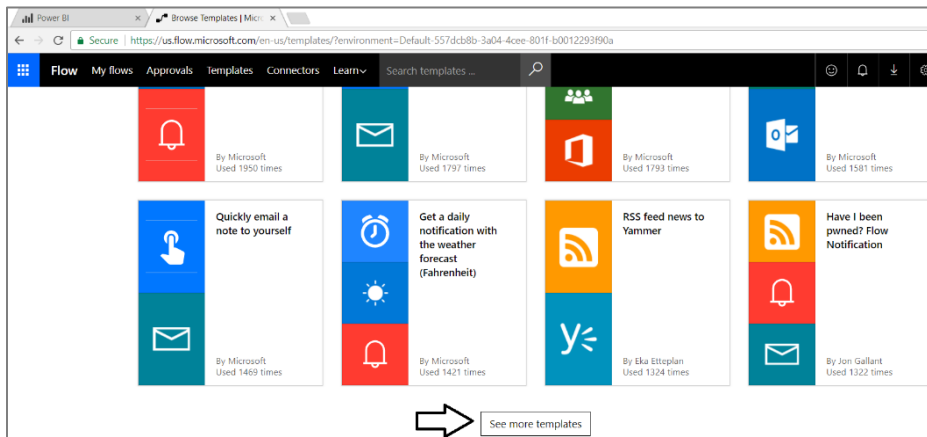 Power BI
Browse Templates | Micr
Secure | https://us.flow.microsoft.com/en-us/templates/?environment=Default-557dcb8b-3a04-4cee-801f-b0012293f90a
Flow My flows Approvals Templates Connectors Learn Search templates ...
By Microsoft
Used 1950 times
By Microsoft
Used 1797 times
By Microsoft
Used 1793 times
By Microsoft
Used 1581 times
Quickly email a
note to yourself
By Microsoft
Used 1469 times
Get a daily
notification with
the weather
forecast
(Fahrenheit)
By Microsoft
Used 1421 times
RSS feed news to
Yammer
By Eka Etteplan
Used 1324 times
Have I been
pwned? Flow
Notification
By Jon Gallant
Used 1322 times
See more templates